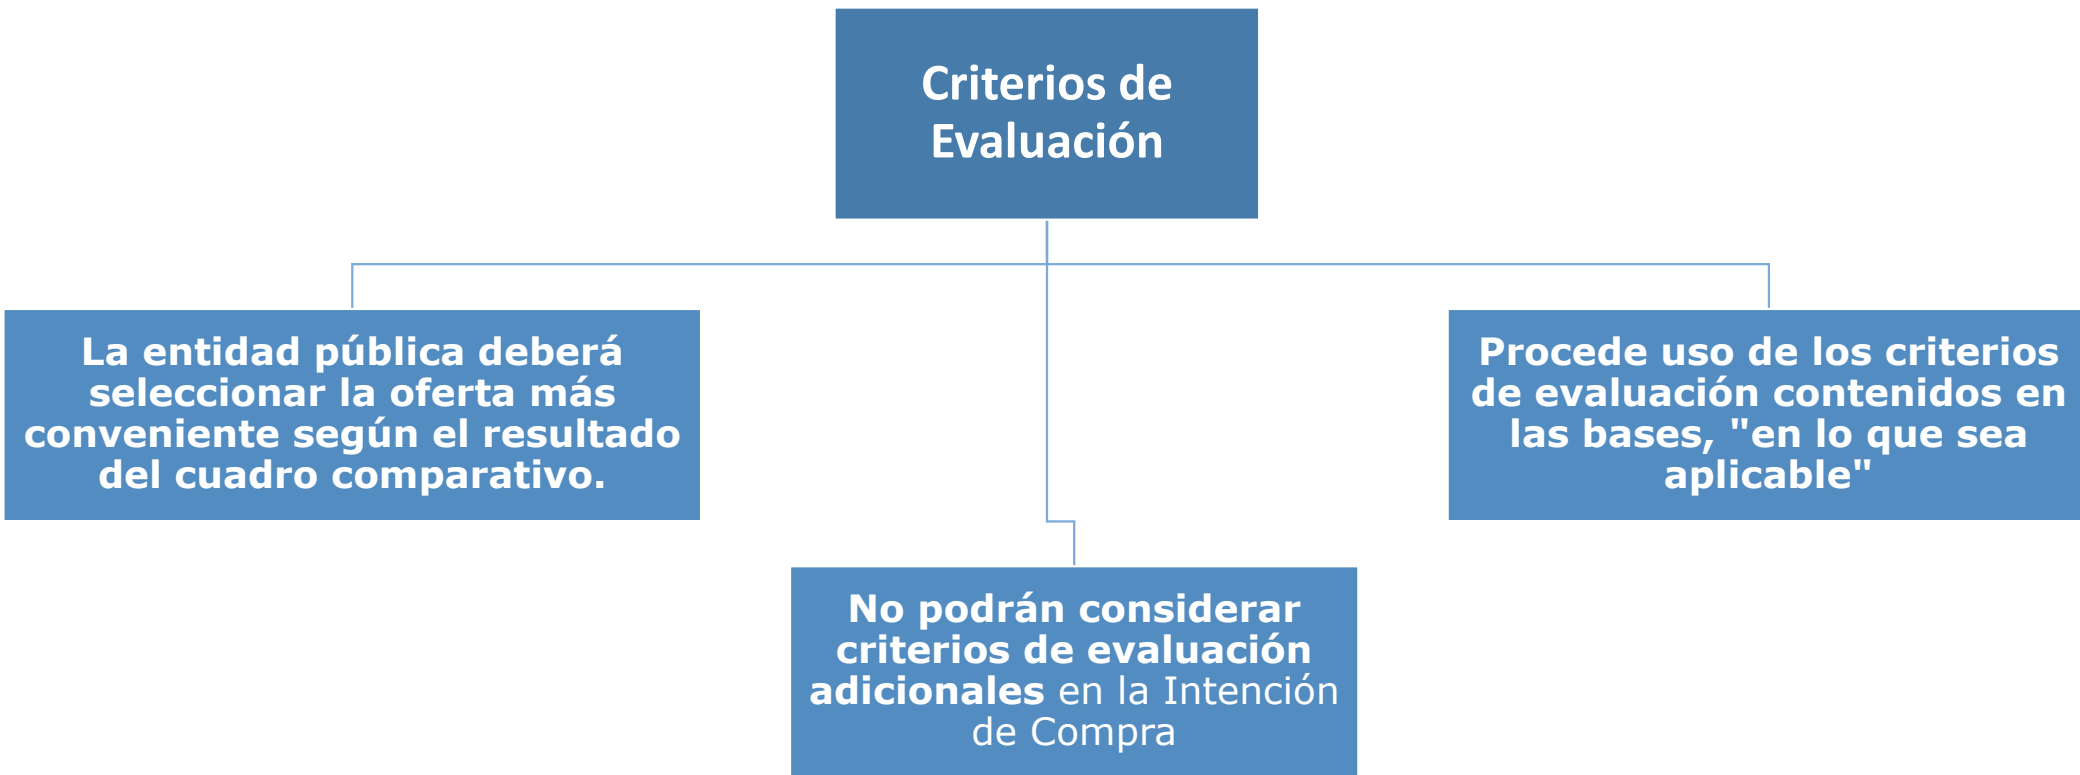 Criterios de
Evaluación
La entidad pública deberá
seleccionar la oferta más
conveniente según el resultado
del cuadro comparativo.
Procede uso de los criterios
de evaluación contenidos en
las bases, "en lo que sea
aplicable"
No podrán considerar
criterios de evaluación
adicionales en la Intención
de Compra